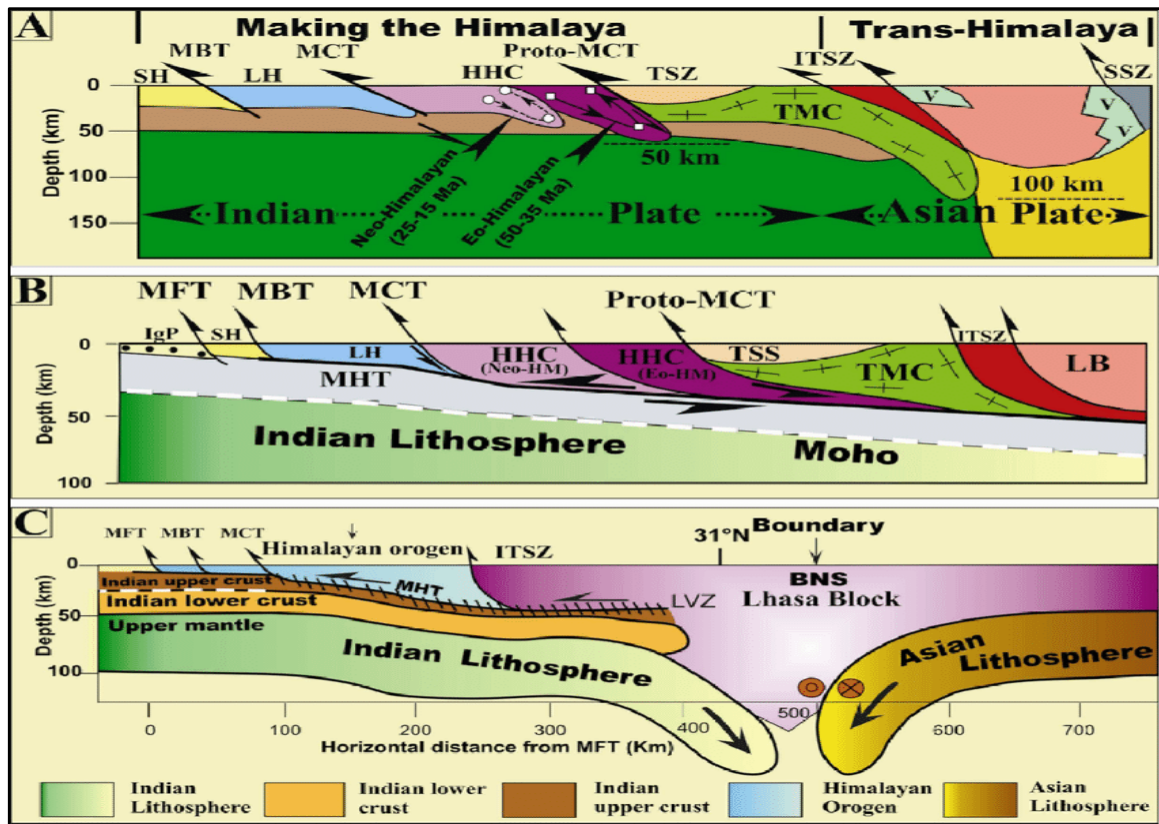 A
Making the Himalaya
Trans-Himalaya
MBT MCT Proto-MCT ITSZ SSZ
SH LH HHC TSZ
V V V
TMC
0
50
100
150
Depth (km)
50 km
100 km
Neo-Himalayan
(25-15 Ma)
Eo-Himalayan
(50-35 Ma)
Indian Plate Asian Plate
B
MFT MBT MCT Proto-MCT
IgP SH ITSZ
LH HHC HHC TSS LB
(Neo-HM) (Eo-HM) TMC
MHT
0
50
100
Depth (km)
Indian Lithosphere Moho
C
MFT MBT MCT Himalayan orogen ITSZ 31°N Boundary
0
50
100
Depth (km)
Indian upper crust
MHT
BNS
Indian lower crust
LVZ
Lhasa Block
Upper mantle
Indian Lithosphere
Asian
Lithosphere
0 100 200 300 400 500 600 700
Horizontal distance from MFT (Km)
Indian
Lithosphere
Indian lower
crust
Indian
upper crust
Himalayan
Orogen
Asian
Lithosphere